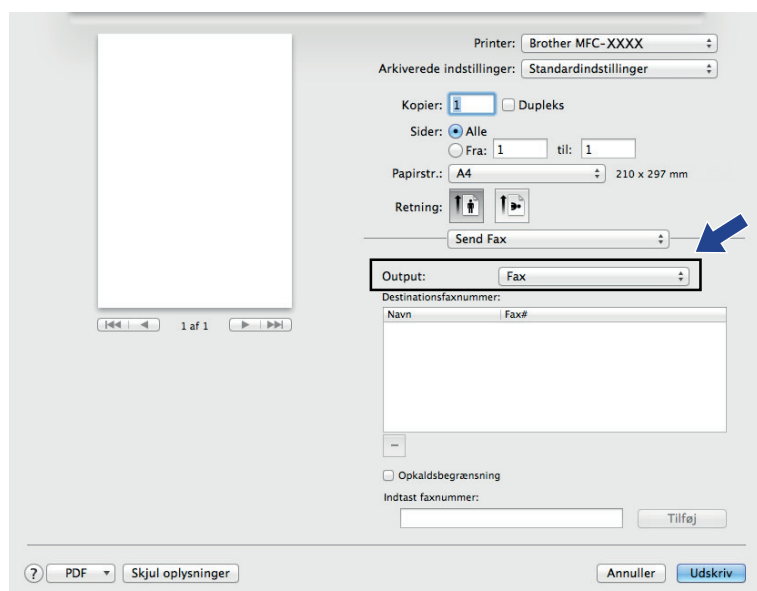 Printer: Brother MFC-XXXX
Arkiverede indstillinger: Standardindstillinger
Kopier: 1 Dupleks
Sider: Alle
Fra: 1 til: 1
Papirstr.: A4 210 x 297 mm
Retning:
Send Fax
Output: Fax
Destinationsfaxnummer:
Navn Fax#
1 af 1
Opkaldsbegrænsning
Indtast faxnummer:
Tilføj
? PDF Skjul oplysninger Annuller Udskriv